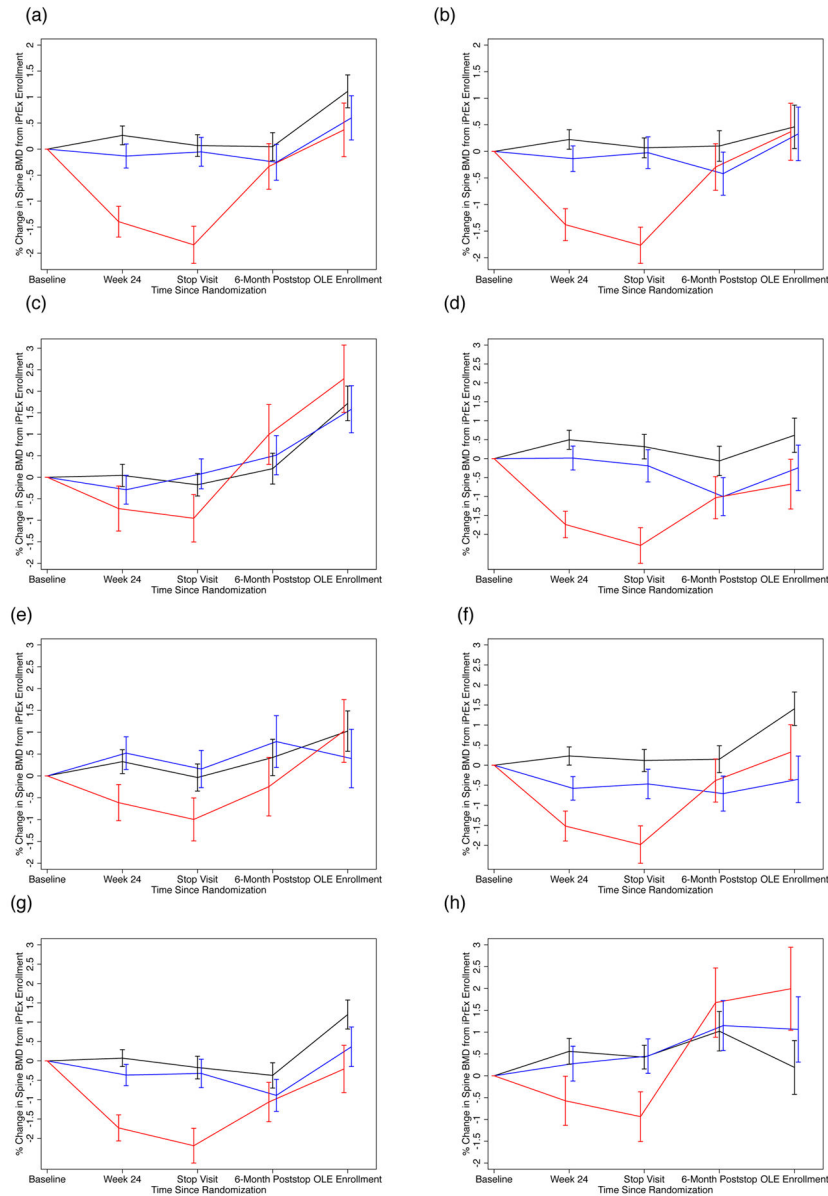 (a)
% Change in Spine BMD from iPrEx Enrollment
-2 -1.5 -1 -.5 0 .5 1 1.5 2
Baseline Week 24 Stop Visit 6-Month Poststop OLE Enrollment
Time Since Randomization
(b)
% Change in Spine BMD from iPrEx Enrollment
-2 -1.5 -1 -.5 0 .5 1 1.5 2
Baseline Week 24 Stop Visit 6-Month Poststop OLE Enrollment
Time Since Randomization
(c)
% Change in Spine BMD from iPrEx Enrollment
-2 -1.5 -1 -.5 0 .5 1 1.5 2 2.5 3
Baseline Week 24 Stop Visit 6-Month Poststop OLE Enrollment
Time Since Randomization
(d)
% Change in Spine BMD from iPrEx Enrollment
-2 -1.5 -1 -.5 0 .5 1 1.5 2 2.5 3
Baseline Week 24 Stop Visit 6-Month Poststop OLE Enrollment
Time Since Randomization
(e)
% Change in Spine BMD from iPrEx Enrollment
-2 -1.5 -1 -.5 0 .5 1 1.5 2 2.5 3
Baseline Week 24 Stop Visit 6-Month Poststop OLE Enrollment
Time Since Randomization
(f)
% Change in Spine BMD from iPrEx Enrollment
-2 -1.5 -1 -.5 0 .5 1 1.5 2 2.5 3
Baseline Week 24 Stop Visit 6-Month Poststop OLE Enrollment
Time Since Randomization
(g)
% Change in Spine BMD from iPrEx Enrollment
-2 -1.5 -1 -.5 0 .5 1 1.5 2 2.5 3
Baseline Week 24 Stop Visit 6-Month Poststop OLE Enrollment
Time Since Randomization
(h)
% Change in Spine BMD from iPrEx Enrollment
-2 -1.5 -1 -.5 0 .5 1 1.5 2 2.5 3
Baseline Week 24 Stop Visit 6-Month Poststop OLE Enrollment
Time Since Randomization